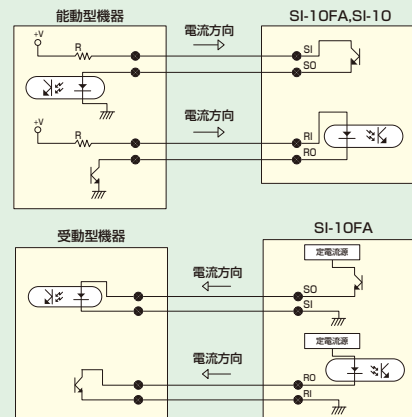 能動型機器
SI-10FA,SI-10
+V
R
電流方向
SI
SO
+V
R
電流方向
RI
RO
受動型機器
SI-10FA
定電流源
電流方向
SO
SI
定電流源
電流方向
RO
RI